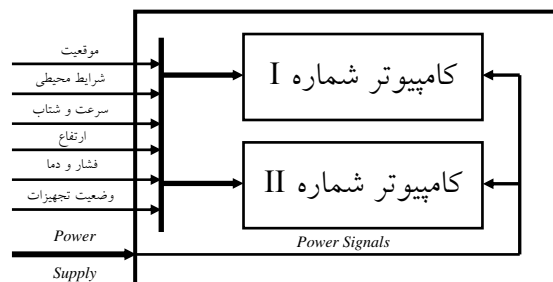 موقعیت
شرایط محیطی
سرعت و شتاب
ارتفاع
فشار و دما
وضعیت تجهیزات
Power
Supply
کامپیوتر شماره I
کامپیوتر شماره II
Power Signals